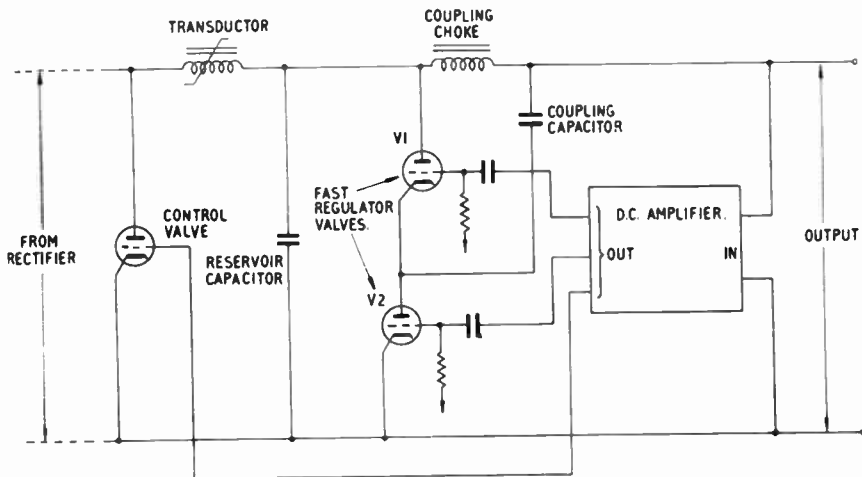 TRANSDUCTOR
COUPLING
CHOKE
COUPLING
CAPACITOR
V1
FAST
REGULATOR
VALVES.
D.C. AMPLIFIER.
CONTROL
VALVE
FROM
RECTIFIER
RESERVOIR
CAPACITOR
OUT
IN
OUTPUT
V2